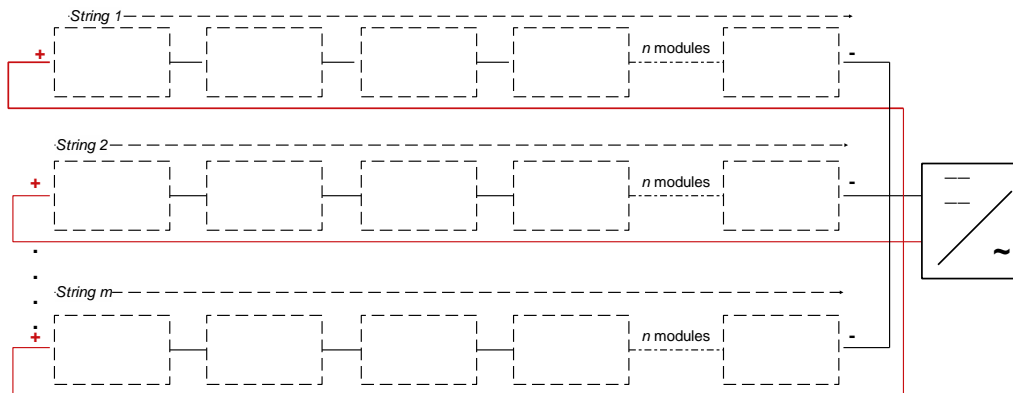 String 1
+ n modules -
String 2
+ n modules -
String m
+ n modules -
~